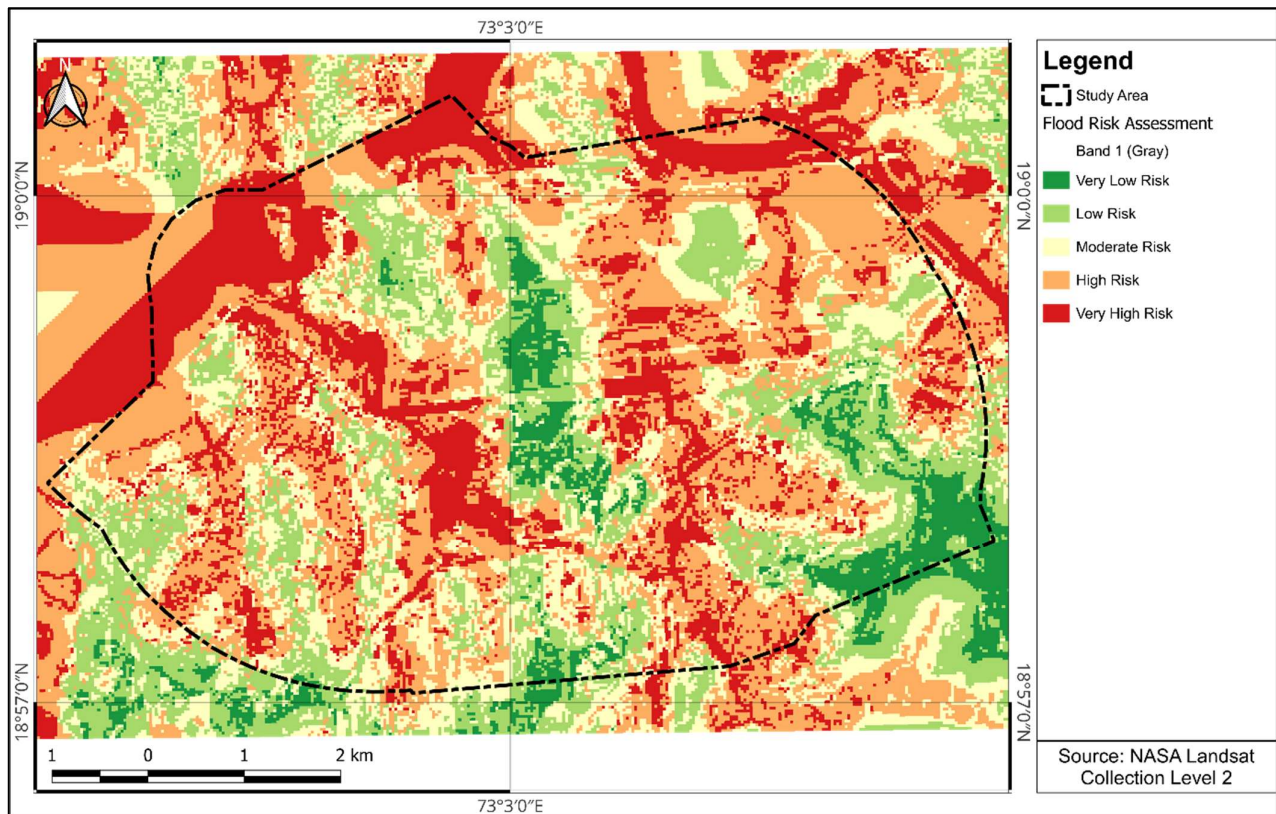 73°3′0″E
N
19°0′0″N
19°0′0″N
18°57′0″N
18°57′0″N
1 0 1 2 km
73°3′0″E
Legend
Study Area
Flood Risk Assessment
Band 1 (Gray)
Very Low Risk
Low Risk
Moderate Risk
High Risk
Very High Risk
Source: NASA Landsat
Collection Level 2